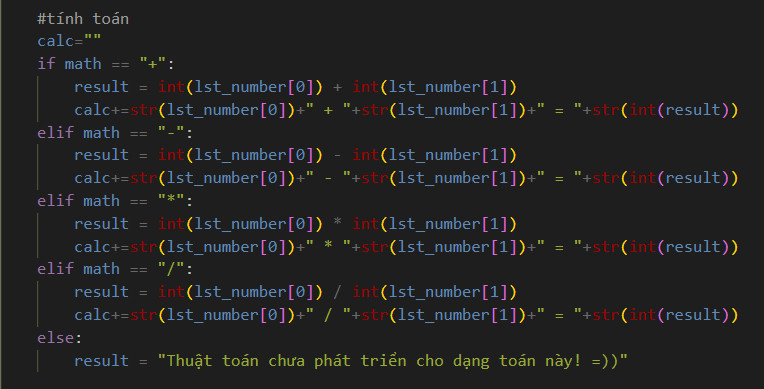 #tính toán
calc=""
if math == "+":
    result = int(lst_number[0]) + int(lst_number[1])
    calc+=str(lst_number[0])+" + "+str(lst_number[1])+" = "+str(int(result))
elif math == "-":
    result = int(lst_number[0]) - int(lst_number[1])
    calc+=str(lst_number[0])+" - "+str(lst_number[1])+" = "+str(int(result))
elif math == "*":
    result = int(lst_number[0]) * int(lst_number[1])
    calc+=str(lst_number[0])+" * "+str(lst_number[1])+" = "+str(int(result))
elif math == "/":
    result = int(lst_number[0]) / int(lst_number[1])
    calc+=str(lst_number[0])+" / "+str(lst_number[1])+" = "+str(int(result))
else:
    result = "Thuật toán chưa phát triển cho dạng toán này! =))"